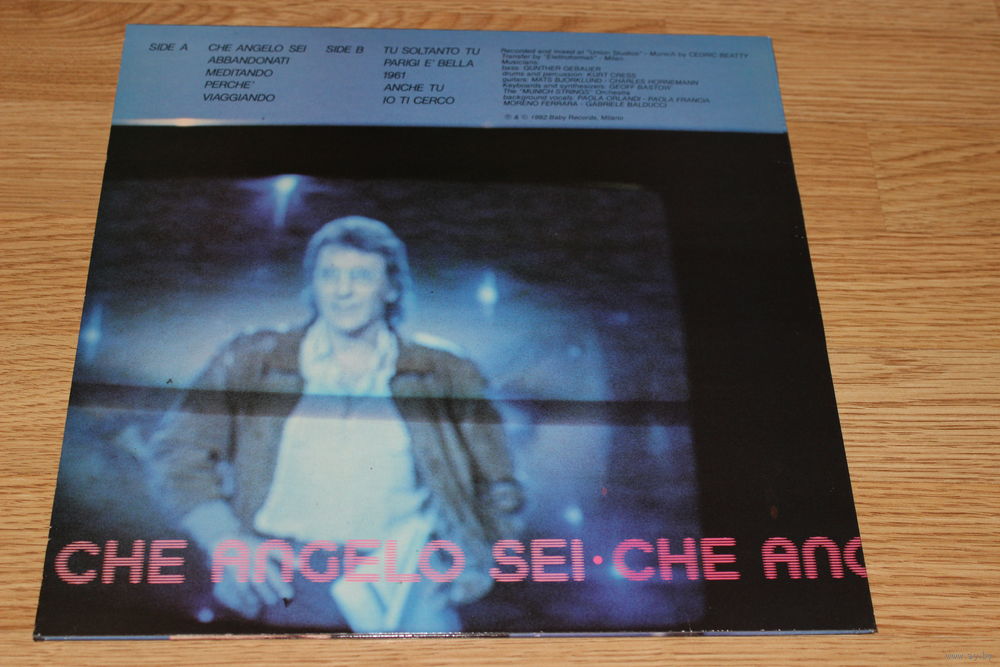 SIDE A
CHE ANGELO SEI
ABBANDONATI
MEDITANDO
PERCHE'
VIAGGIANDO
SIDE B
TU SOLTANTO TU
PARIGI E' BELLA
1961
ANCHE TU
IO TI CERCO
Recorded and mixed at "Union Studios" - Munich by CEDRIC BEATTY
Transfer by "Elettroformati" - Milan
Musicians:
bass: GUNTHER GEBAUER
drums and percussion: KURT CRESS
guitars: MATS BJORKLUND - CHARLES HORNEMANN
Keyboards and synthesizers: GEOFF BASTOW
The "MUNICH STRINGS" Orchestra
background vocals: PAOLA ORLANDI - PAOLA FRANCIA
MORENO FERRARA - GABRIELE BALDUCCI
℗ & © 1982 Baby Records, Milano
CHE ANGELO SEI·CHE ANG
www.ay.by